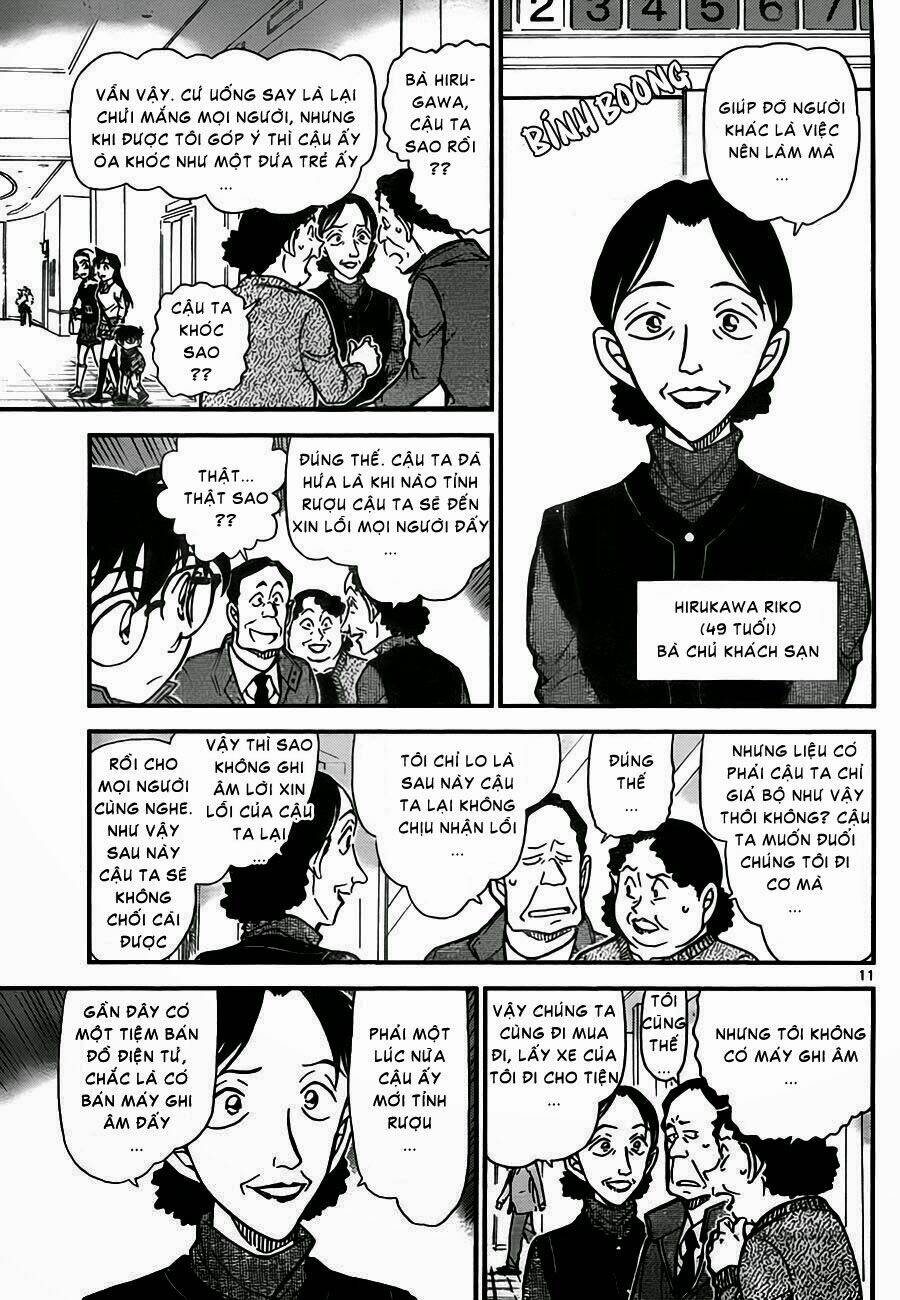 2 3 4 5 6 7
BÍNH BOONG
GIÚP ĐỠ NGƯỜI
KHÁC LÀ VIỆC
NÊN LÀM MÀ
...
HIRUKAWA RIKO
(49 TUỔI)
BÀ CHỦ KHÁCH SẠN
BÀ HIRU-
GAWA,
CẬU TA
SAO RỒI
??
VẪN VẬY. CỨ UỐNG SAY LÀ LẠI
CHỬI MẮNG MỌI NGƯỜI, NHƯNG
KHI ĐƯỢC TÔI GÓP Ý THÌ CẬU ẤY
ÒA KHÓC NHƯ MỘT ĐỨA TRẺ ẤY
...
CẬU TA
KHÓC
SAO
??
ĐÚNG THẾ. CẬU TA ĐÃ
HỨA LÀ KHI NÀO TỈNH
RƯỢU CẬU TA SẼ ĐẾN
XIN LỖI MỌI NGƯỜI ĐẤY
...
THẬT...
THẬT SAO
??
NHƯNG LIỆU CÓ
PHẢI CẬU TA CHỈ
GIẢ BỘ NHƯ VẬY
THÔI KHÔNG? CẬU
TA MUỐN ĐUỔI
CHÚNG TÔI ĐI
CƠ MÀ
...
ĐÚNG
THẾ
...
TÔI CHỈ LO LÀ
SAU NÀY CẬU
TA LẠI KHÔNG
CHỊU NHẬN LỖI
...
VẬY THÌ SAO
KHÔNG GHI
ÂM LỜI XIN
LỖI CỦA CẬU
TA LẠI
...
RỒI CHO
MỌI NGƯỜI
CÙNG NGHE.
NHƯ VẬY
SAU NÀY
CẬU TA SẼ
KHÔNG
CHỐI CÃI
ĐƯỢC
11
NHƯNG TÔI KHÔNG
CÓ MÁY GHI ÂM
...
TÔI
CŨNG
THẾ
...
VẬY CHÚNG TA
CÙNG ĐI MUA
ĐI, LẤY XE CỦA
TÔI ĐI CHO TIỆN
...
PHẢI MỘT
LÚC NỮA
CẬU ẤY
MỚI TỈNH
RƯỢU
GẦN ĐÂY CÓ
MỘT TIỆM BÁN
ĐỒ ĐIỆN TỬ,
CHẮC LÀ CÓ
BÁN MÁY GHI
ÂM ĐẤY
...